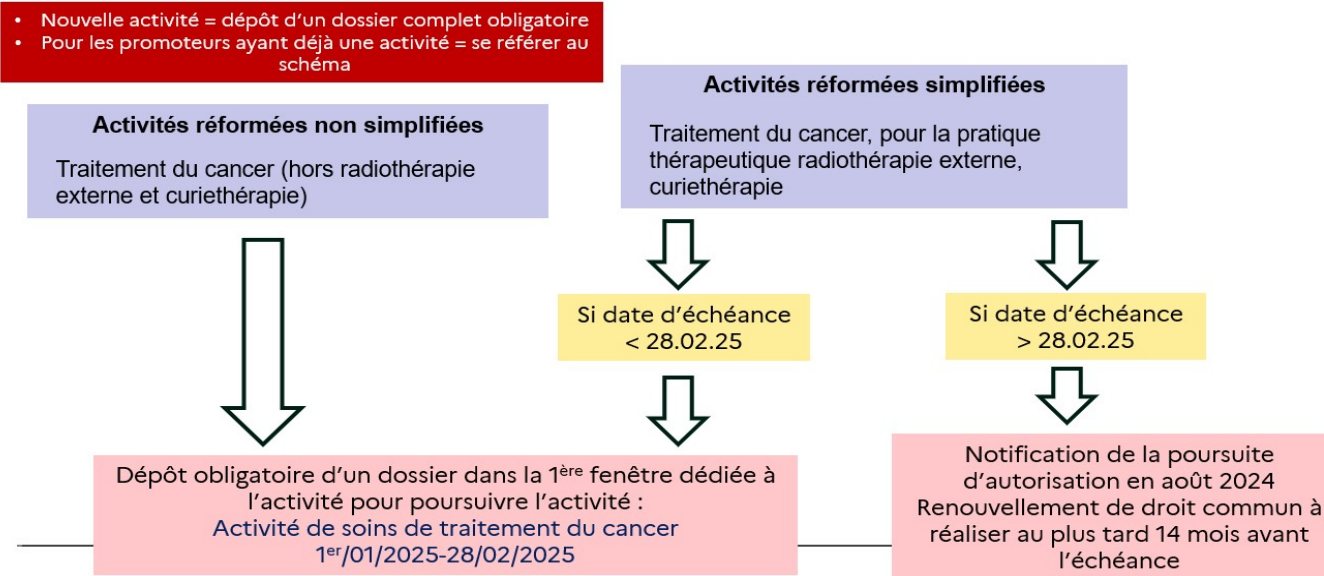 • Nouvelle activité = dépôt d’un dossier complet obligatoire
• Pour les promoteurs ayant déjà une activité = se référer au
schéma
Activités réformées non simplifiées
Traitement du cancer (hors radiothérapie
externe et curiethérapie)
Activités réformées simplifiées
Traitement du cancer, pour la pratique
thérapeutique radiothérapie externe,
curiethérapie
Si date d’échéance
< 28.02.25
Si date d’échéance
> 28.02.25
Dépôt obligatoire d’un dossier dans la 1ère fenêtre dédiée à
l’activité pour poursuivre l’activité :
Activité de soins de traitement du cancer
1er/01/2025-28/02/2025
Notification de la poursuite
d’autorisation en août 2024
Renouvellement de droit commun à
réaliser au plus tard 14 mois avant
l’échéance